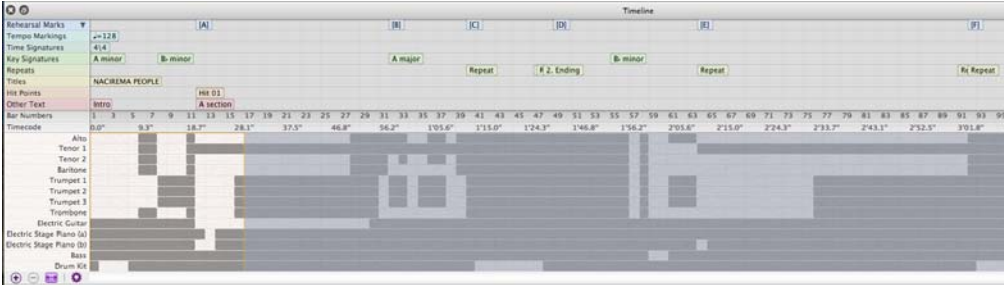 Timeline
Rehearsal Marks ▼ [A] [B] [C] [D] [E] [F]
Tempo Markings ♩=128
Time Signatures 4\4
Key Signatures A minor B♭ minor A major B♭ minor
Repeats Repeat 2. Ending Repeat Repeat
Titles NACIREMA PEOPLE
Hit Points Hit 01
Other Text Intro A section
Bar Numbers 1 3 5 7 9 11 13 15 17 19 21 23 25 27 29 31 33 35 37 39 41 43 45 47 49 51 53 55 57 59 61 63 65 67 69 71 73 75 77 79 81 83 85 87 89 91 93 95
Timecode 0.0" 9.3" 18.7" 28.1" 37.5" 46.8" 56.2" 1'05.6" 1'15.0" 1'24.3" 1'46.8" 1'56.2" 2'05.6" 2'15.0" 2'24.3" 2'33.7" 2'43.1" 2'52.5" 3'01.8"
Alto
Tenor 1
Tenor 2
Baritone
Trumpet 1
Trumpet 2
Trumpet 3
Trombone
Electric Guitar
Electric Stage Piano (a)
Electric Stage Piano (b)
Bass
Drum Kit